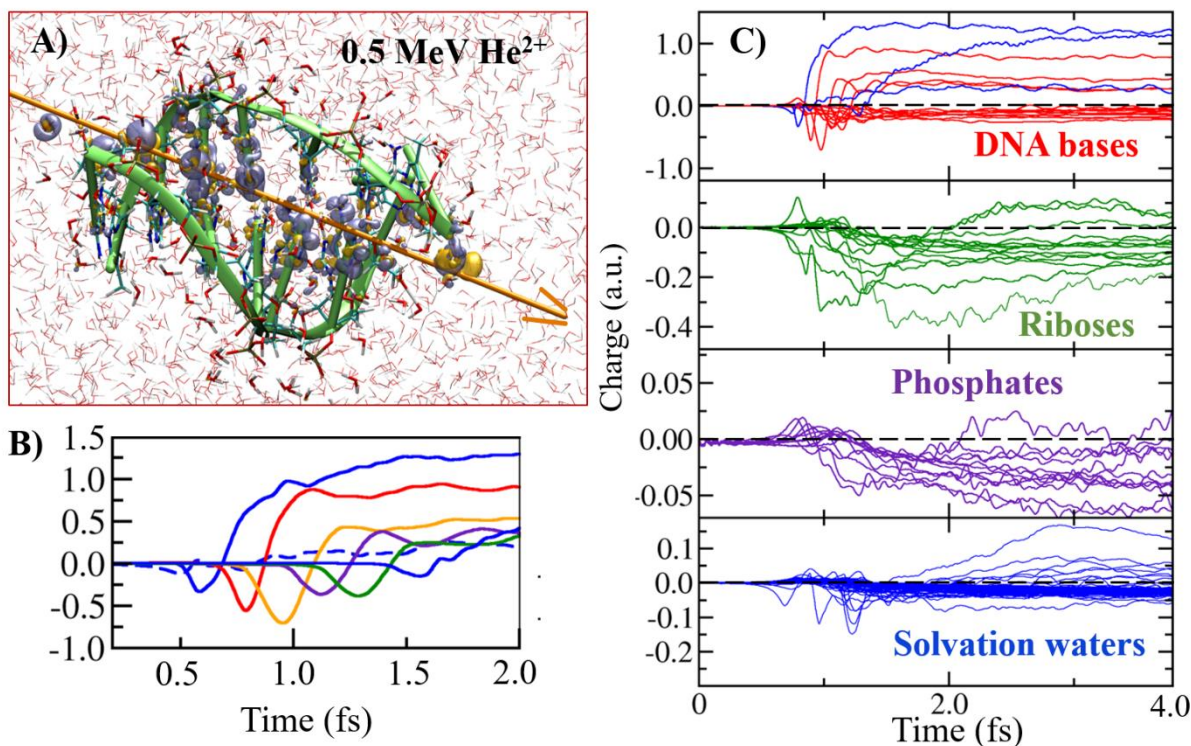 A)
0.5 MeV He²⁺
B)
1.5
1.0
0.5
0.0
-0.5
-1.0
0.5
1.0
1.5
2.0
Time (fs)
C)
Charge (a.u.)
1.0
0.0
-1.0
DNA bases
0.0
-0.2
-0.4
Riboses
0.05
0.00
-0.05
Phosphates
0.1
0.0
-0.1
-0.2
Solvation waters
0
1.0
2.0
4.0
Time (fs)